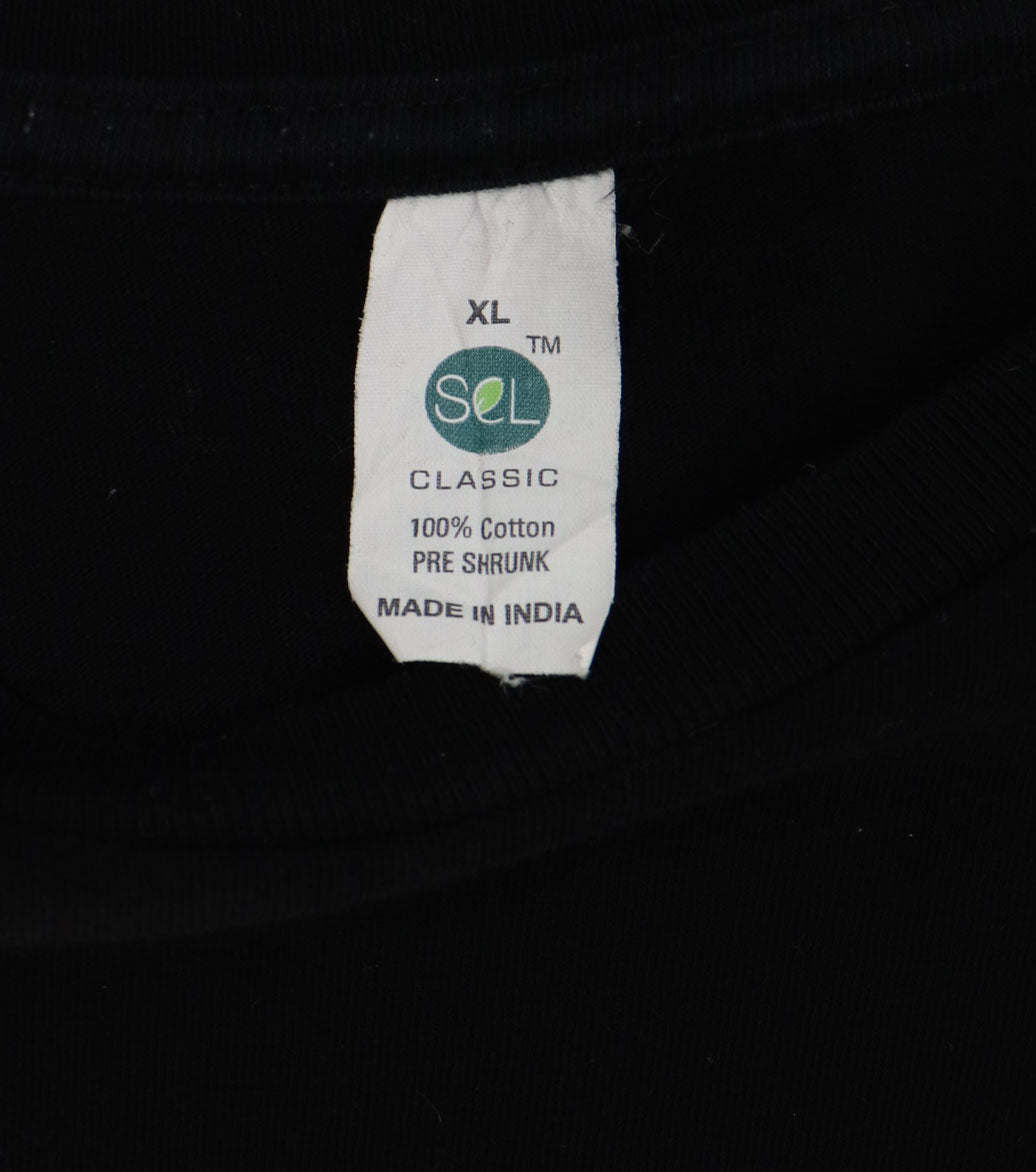 XL
TM
SeL
CLASSIC
100% Cotton
PRE SHRUNK
MADE IN INDIA